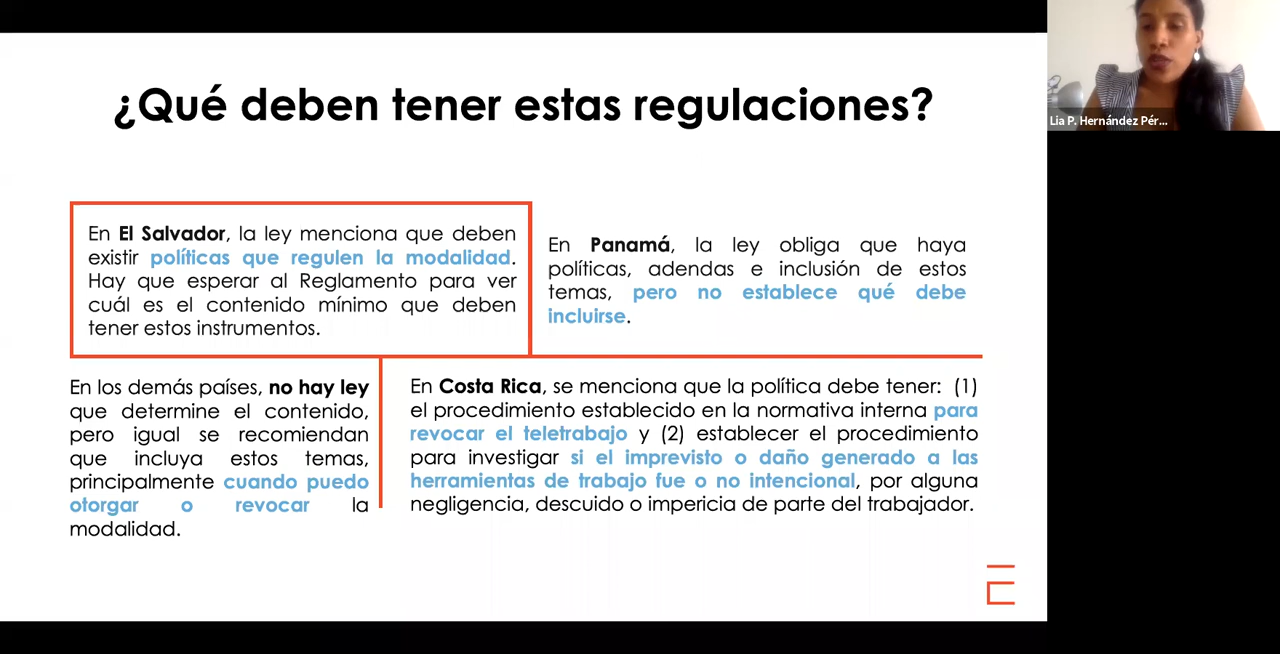 ¿Qué deben tener estas regulaciones?
En El Salvador, la ley menciona que deben
existir políticas que regulen la modalidad.
Hay que esperar al Reglamento para ver
cuál es el contenido mínimo que deben
tener estos instrumentos.
En Panamá, la ley obliga que haya
políticas, adendas e inclusión de estos
temas, pero no establece qué debe
incluirse.
En los demás países, no hay ley
que determine el contenido,
pero igual se recomiendan
que incluya estos temas,
principalmente cuando puedo
otorgar o revocar la
modalidad.
En Costa Rica, se menciona que la política debe tener: (1)
el procedimiento establecido en la normativa interna para
revocar el teletrabajo y (2) establecer el procedimiento
para investigar si el imprevisto o daño generado a las
herramientas de trabajo fue o no intencional, por alguna
negligencia, descuido o impericia de parte del trabajador.
Lia P. Hernández Pér...